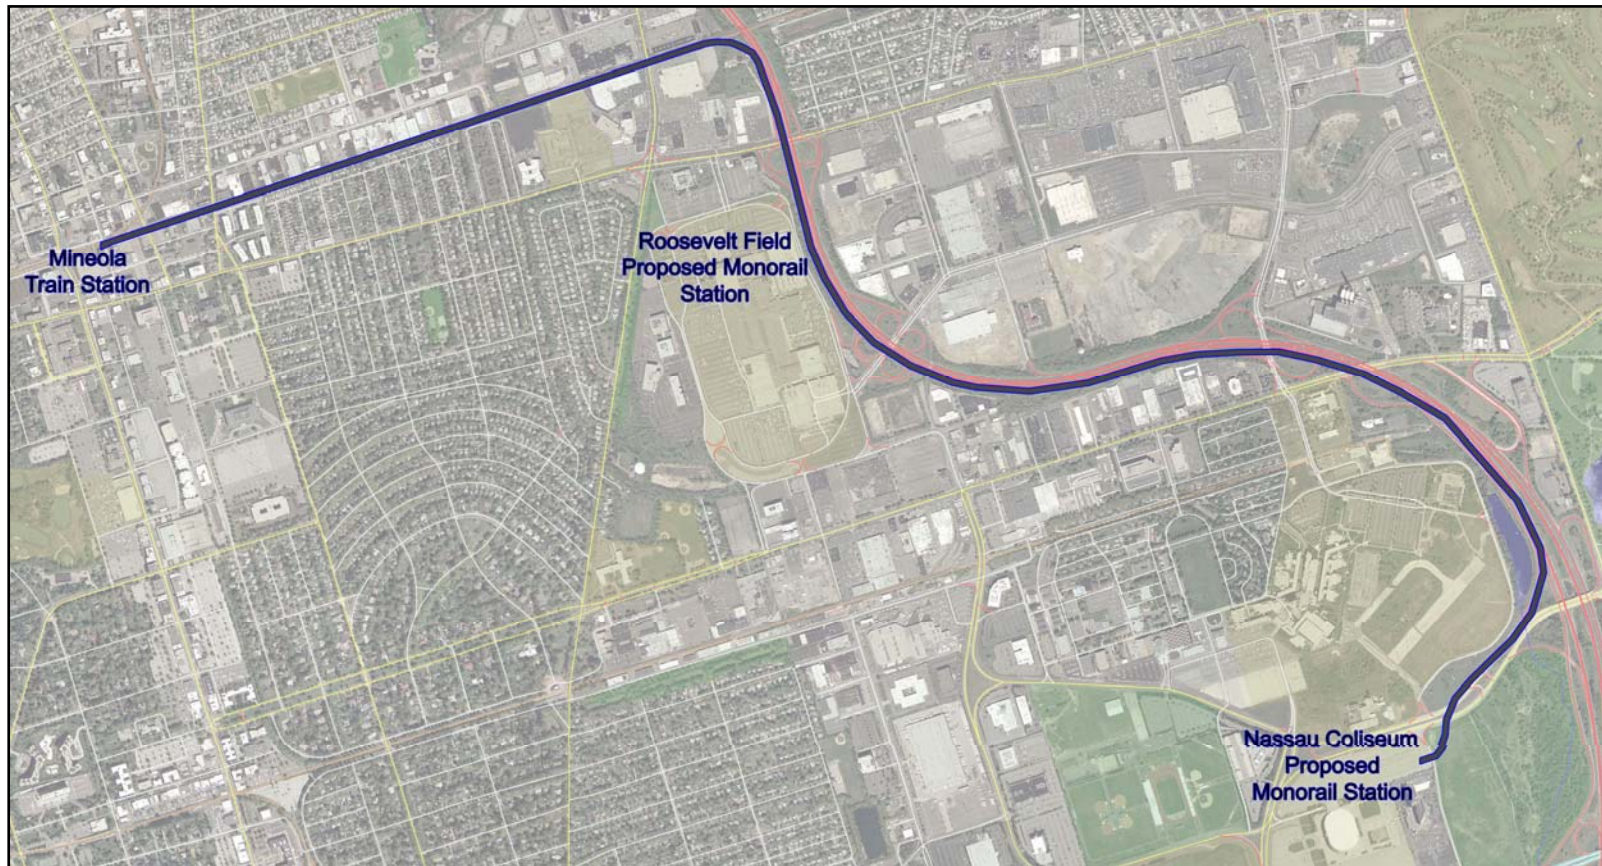 Mineola
Train Station
Roosevelt Field
Proposed Monorail
Station
Nassau Coliseum
Proposed
Monorail Station